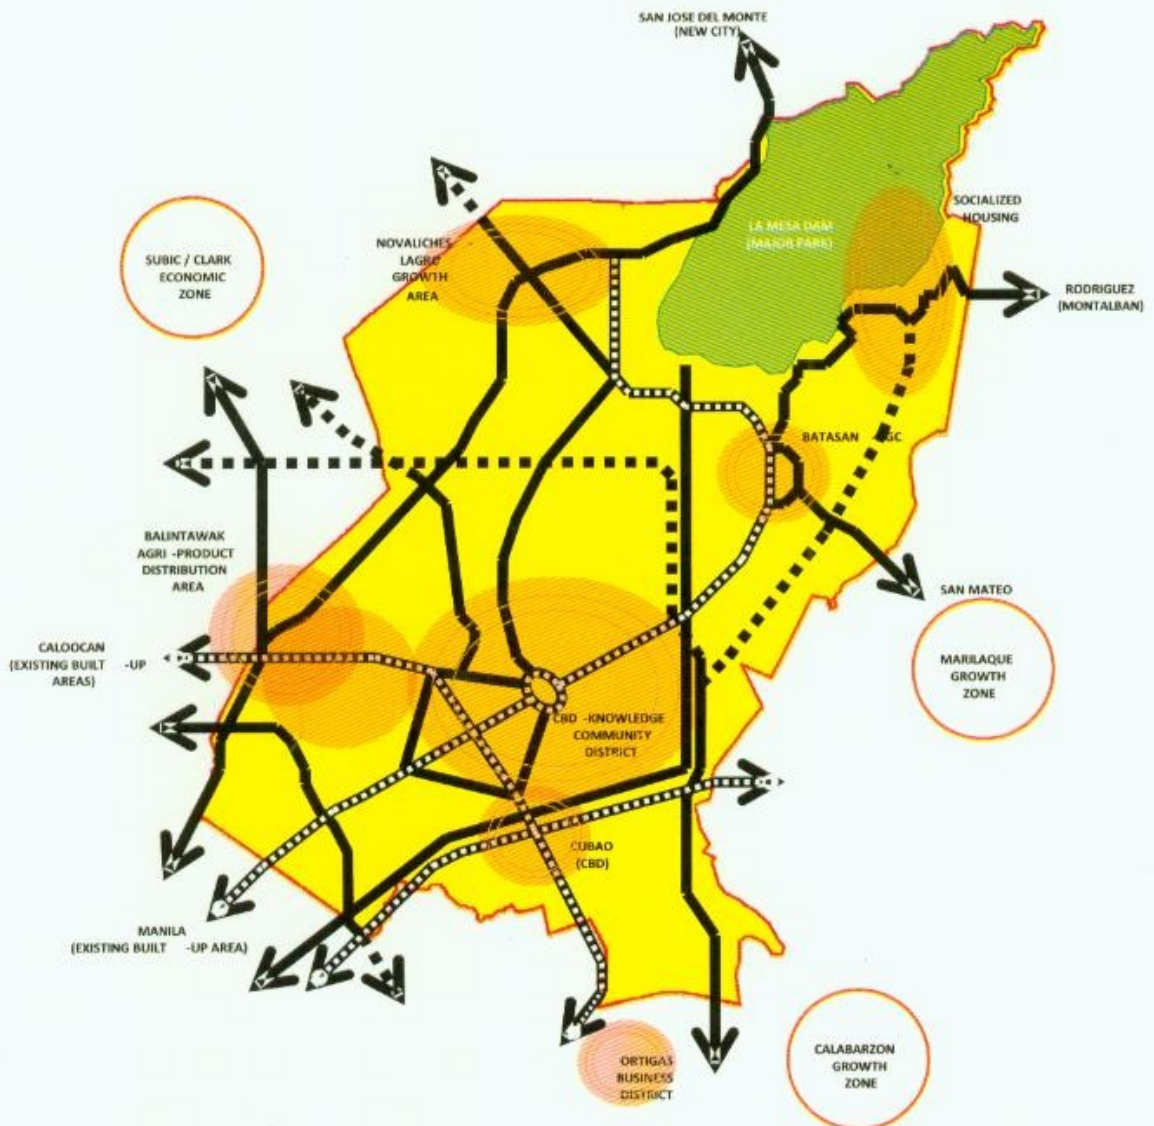 SAN JOSE DEL MONTE
(NEW CITY)
SOCIALIZED
HOUSING
LA MESA DAM
(MAJOR PARK)
NOVALICHES
LAGRO
GROWTH
AREA
SUBIC / CLARK
ECONOMIC
ZONE
RODRIGUEZ
(MONTALBAN)
BATASAN GC
BALINTAWAK
AGRI -PRODUCT
DISTRIBUTION
AREA
SAN MATEO
CALOOCAN
(EXISTING BUILT -UP
AREAS)
MARILAQUE
GROWTH
ZONE
CBD -KNOWLEDGE
COMMUNITY
DISTRICT
CUBAO
(CBD)
MANILA
(EXISTING BUILT -UP AREA)
ORTIGAS
BUSINESS
DISTRICT
CALABARZON
GROWTH
ZONE